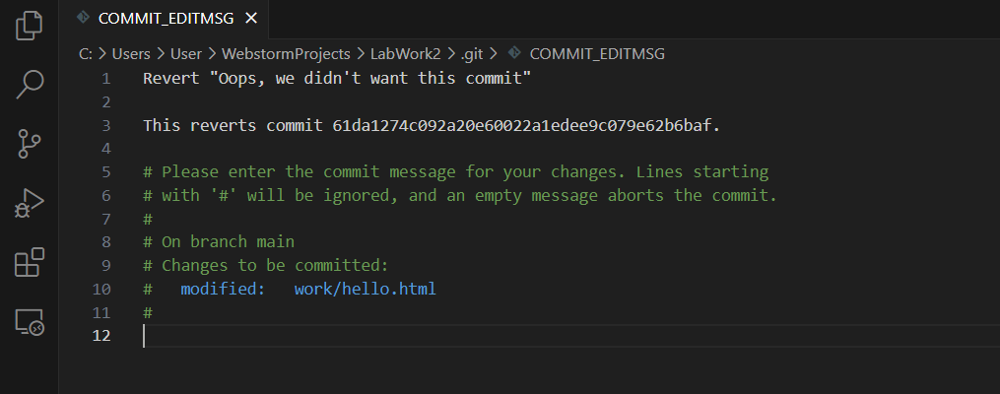 COMMIT_EDITMSG
C: > Users > User > WebstormProjects > LabWork2 > .git > COMMIT_EDITMSG
1 Revert "Oops, we didn't want this commit"
2
3 This reverts commit 61da1274c092a20e60022a1edee9c079e62b6baf.
4
5 # Please enter the commit message for your changes. Lines starting
6 # with '#' will be ignored, and an empty message aborts the commit.
7 #
8 # On branch main
9 # Changes to be committed:
10 #   modified:   work/hello.html
11 #
12